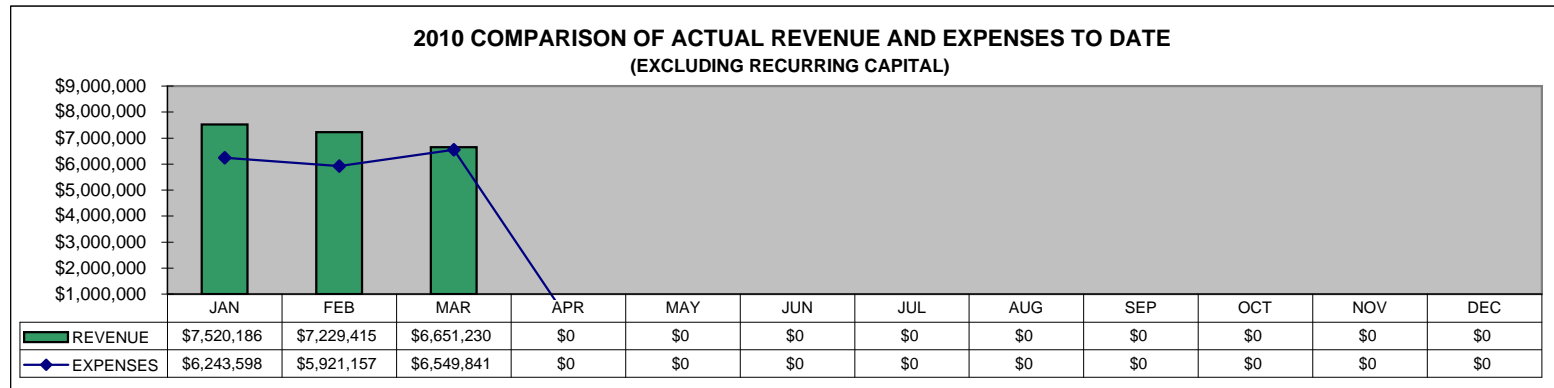 2010 COMPARISON OF ACTUAL REVENUE AND EXPENSES TO DATE
(EXCLUDING RECURRING CAPITAL)
$9,000,000
$8,000,000
$7,000,000
$6,000,000
$5,000,000
$4,000,000
$3,000,000
$2,000,000
$1,000,000
JAN FEB MAR APR MAY JUN JUL AUG SEP OCT NOV DEC
REVENUE $7,520,186 $7,229,415 $6,651,230 $0 $0 $0 $0 $0 $0 $0 $0 $0
EXPENSES $6,243,598 $5,921,157 $6,549,841 $0 $0 $0 $0 $0 $0 $0 $0 $0